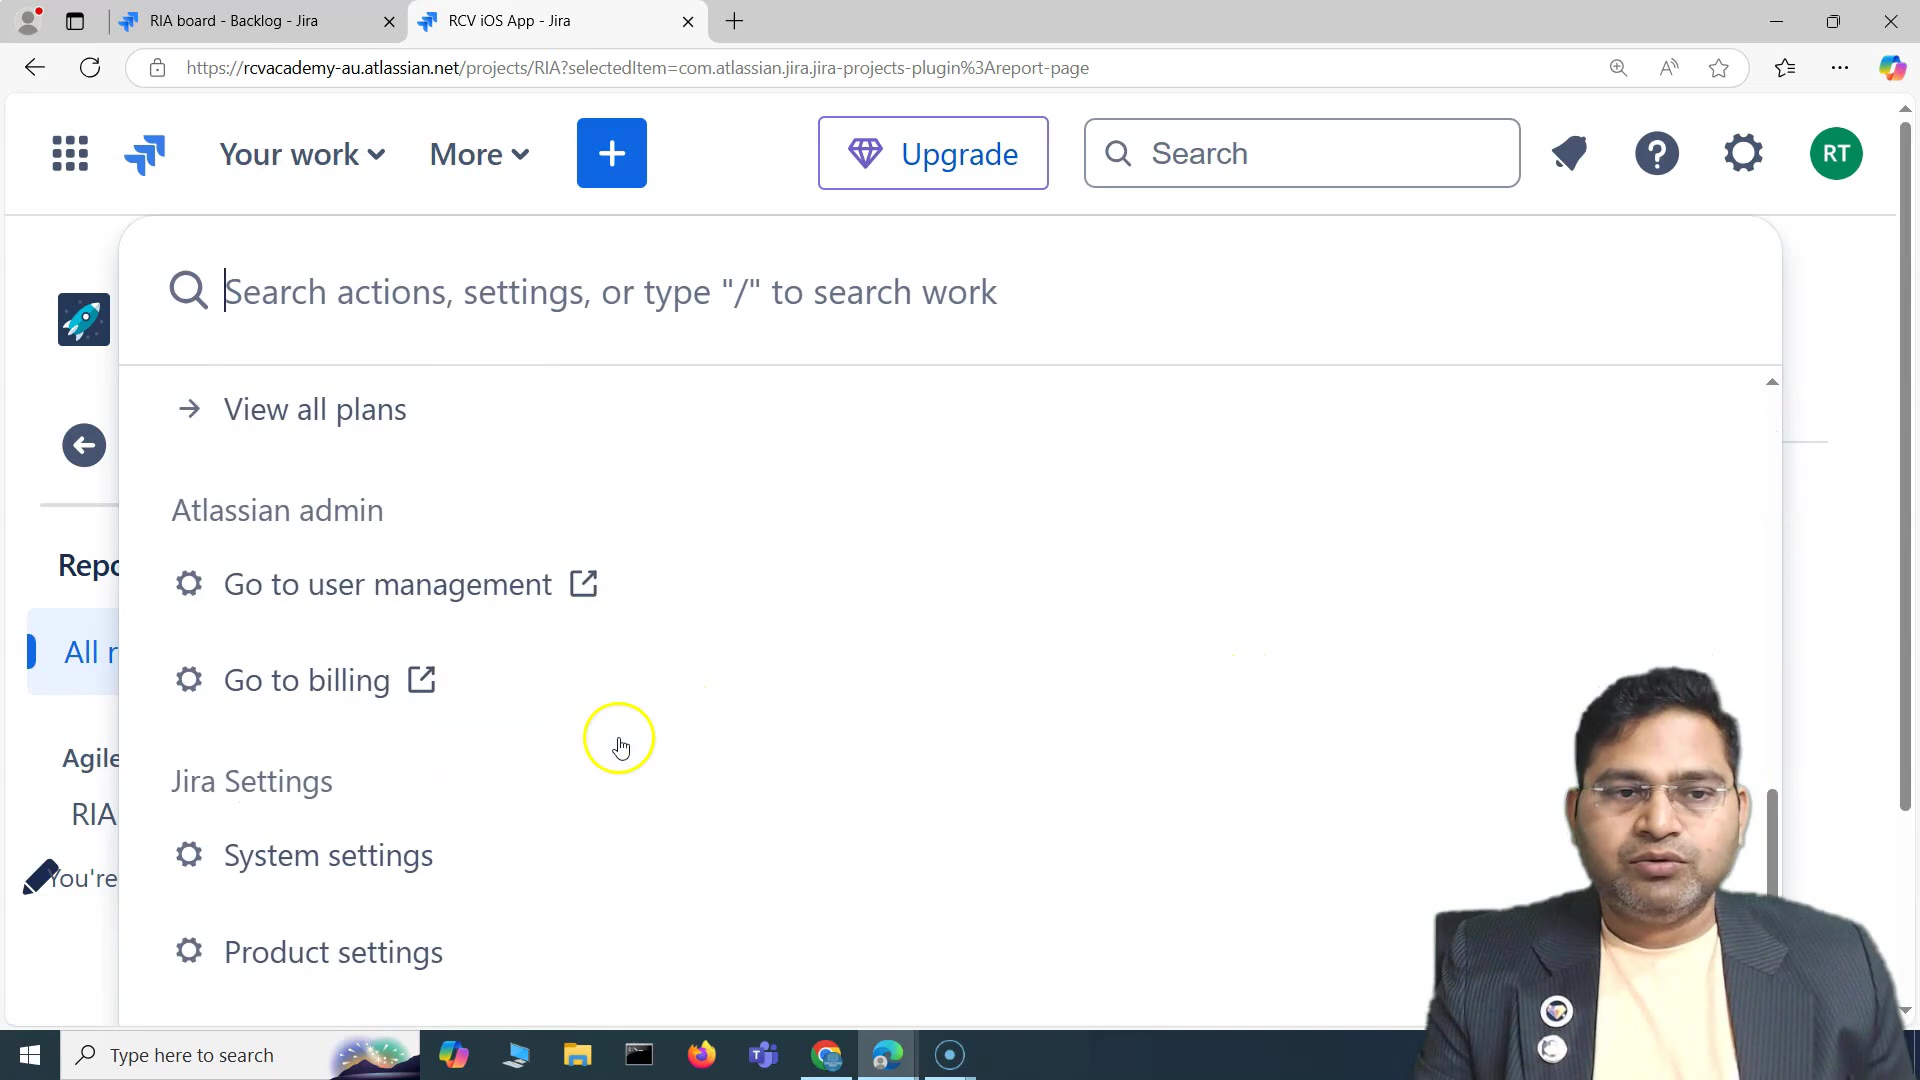 RIA board - Backlog - Jira
RCV iOS App - Jira
https://rcvacademy-au.atlassian.net/projects/RIA?selectedItem=com.atlassian.jira.jira-projects-plugin%3Areport-page
Your work
More
Upgrade
Search
RT
Search actions, settings, or type "/" to search work
View all plans
Atlassian admin
Go to user management
Repo
Go to billing
All r
Agile
Jira Settings
RIA
System settings
You're
Product settings
Type here to search